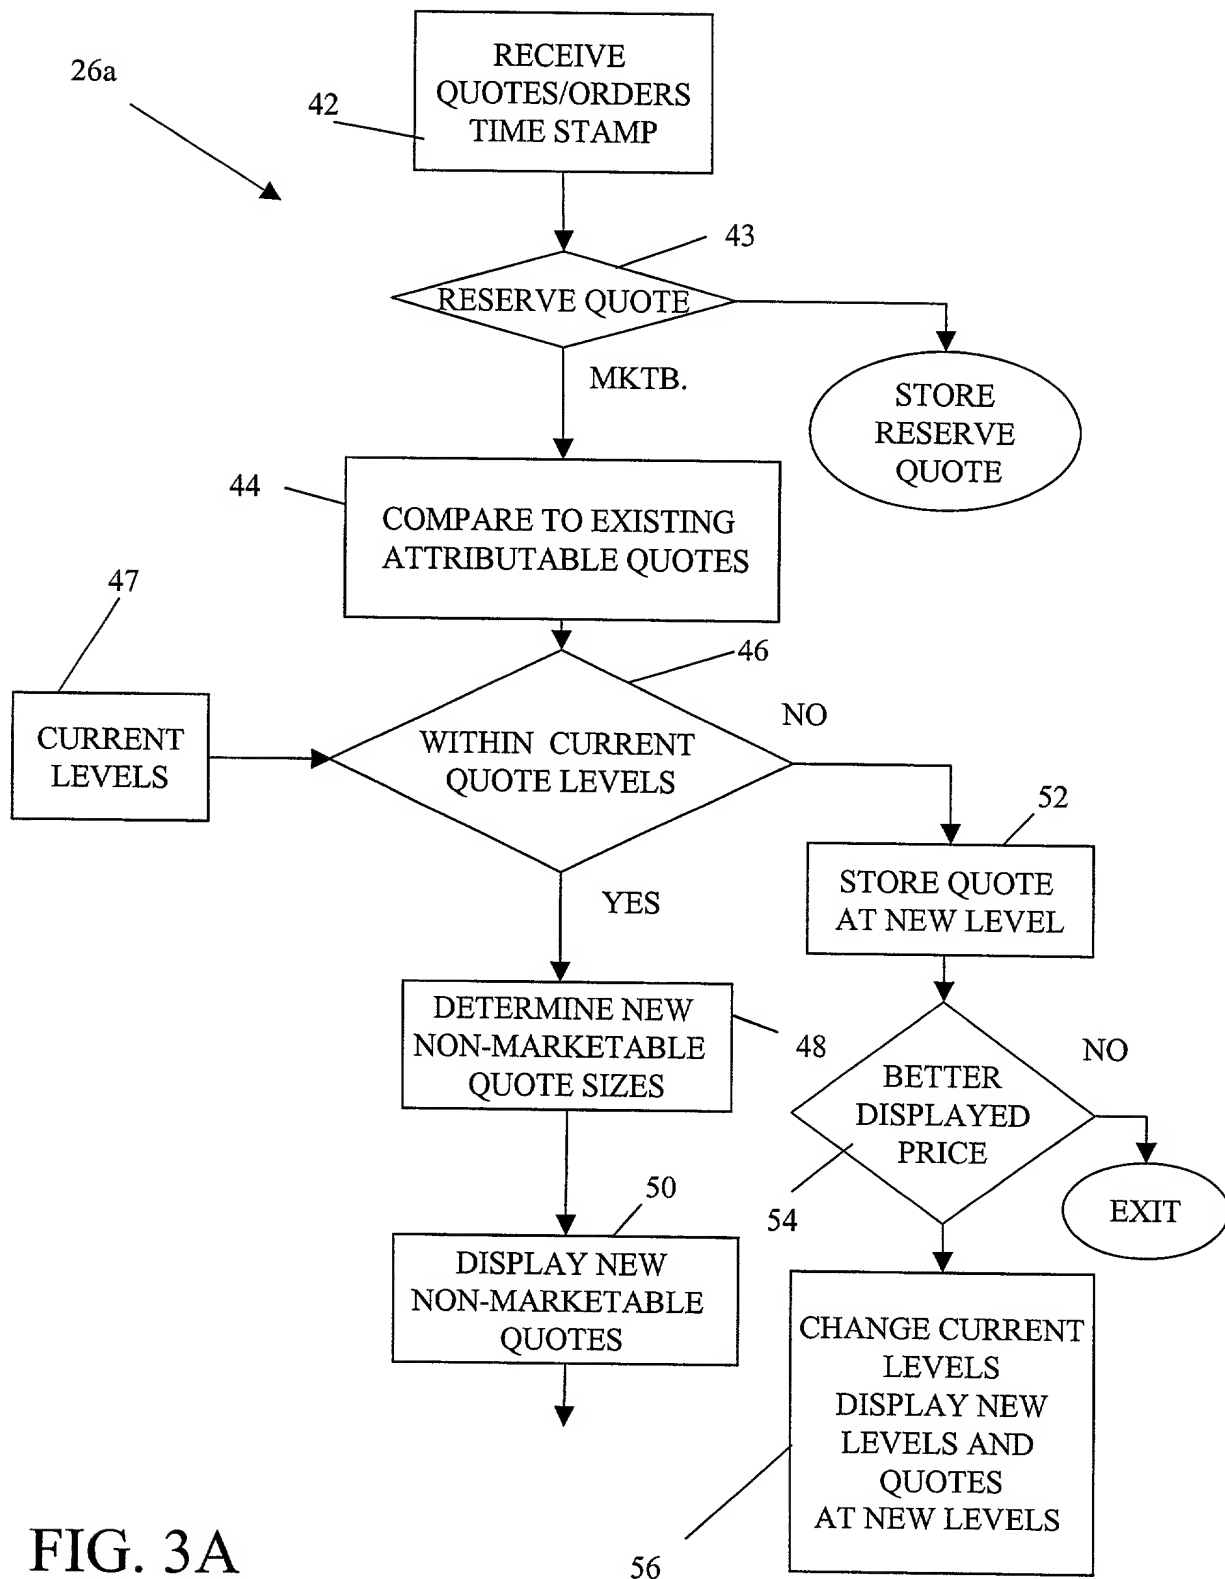 RECEIVE
QUOTES/ORDERS
TIME STAMP
26a
42
43
RESERVE QUOTE
MKTB.
STORE
RESERVE
QUOTE
44
COMPARE TO EXISTING
ATTRIBUTABLE QUOTES
47
46
CURRENT
LEVELS
WITHIN CURRENT
QUOTE LEVELS
NO
YES
52
STORE QUOTE
AT NEW LEVEL
DETERMINE NEW
NON-MARKETABLE
QUOTE SIZES
48
BETTER
DISPLAYED
PRICE
NO
54
EXIT
50
DISPLAY NEW
NON-MARKETABLE
QUOTES
CHANGE CURRENT
LEVELS
DISPLAY NEW
LEVELS AND
QUOTES
AT NEW LEVELS
56
FIG. 3A